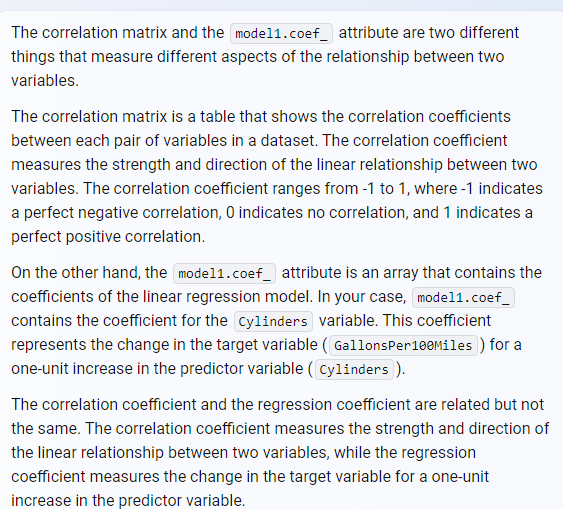 The correlation matrix and the model1.coef_ attribute are two different
things that measure different aspects of the relationship between two
variables.
The correlation matrix is a table that shows the correlation coefficients
between each pair of variables in a dataset. The correlation coefficient
measures the strength and direction of the linear relationship between two
variables. The correlation coefficient ranges from -1 to 1, where -1 indicates
a perfect negative correlation, 0 indicates no correlation, and 1 indicates a
perfect positive correlation.
On the other hand, the model1.coef_ attribute is an array that contains the
coefficients of the linear regression model. In your case, model1.coef_
contains the coefficient for the Cylinders variable. This coefficient
represents the change in the target variable ( GallonsPer100Miles ) for a
one-unit increase in the predictor variable ( Cylinders ).
The correlation coefficient and the regression coefficient are related but not
the same. The correlation coefficient measures the strength and direction of
the linear relationship between two variables, while the regression
coefficient measures the change in the target variable for a one-unit
increase in the predictor variable.